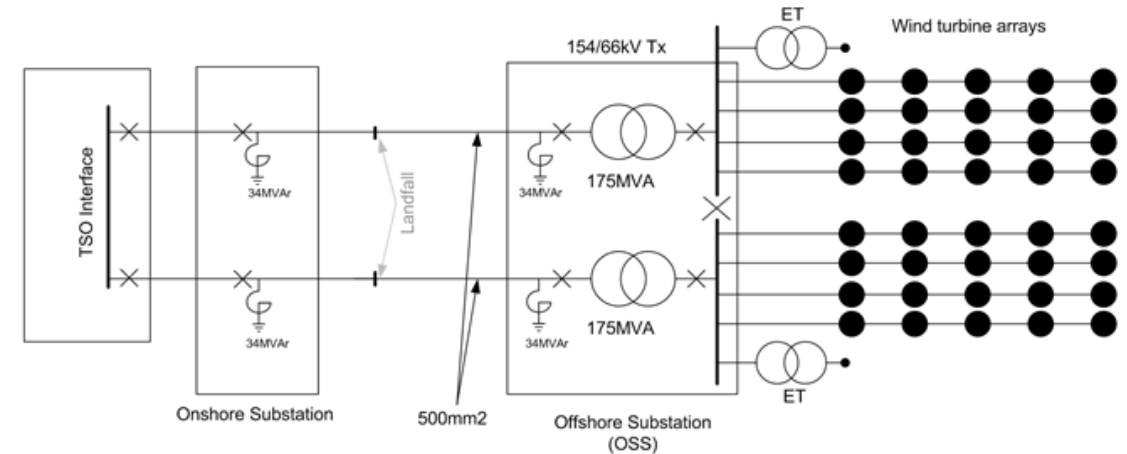 ET
Wind turbine arrays
154/66kV Tx
TSO Interface
34MVAr
Landfall
34MVAr
175MVA
34MVAr
34MVAr
175MVA
Onshore Substation
500mm2
Offshore Substation
(OSS)
ET